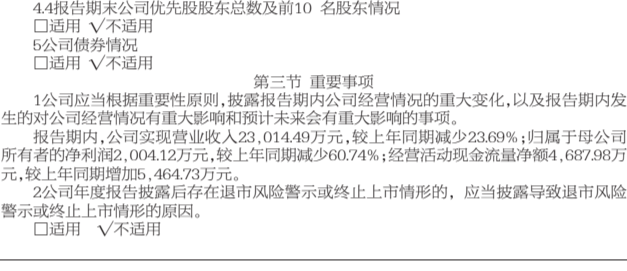 4.4报告期末公司优先股股东总数及前10 名股东情况
□适用 √不适用
5公司债券情况
□适用 √不适用
第三节 重要事项
1公司应当根据重要性原则，披露报告期内公司经营情况的重大变化，以及报告期内发
生的对公司经营情况有重大影响和预计未来会有重大影响的事项。
报告期内，公司实现营业收入23,014.49万元，较上年同期减少23.69%；归属于母公司
所有者的净利润2,004.12万元，较上年同期减少60.74%；经营活动现金流量净额4,687.98万
元，较上年同期增加5,464.73万元。
2公司年度报告披露后存在退市风险警示或终止上市情形的，应当披露导致退市风险
警示或终止上市情形的原因。
□适用 √不适用